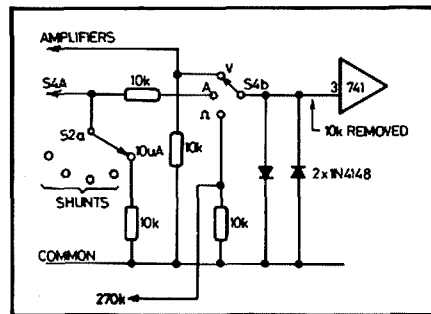 AMPLIFIERS
V
S4A
10k
A
S4b
3
741
Ω
S2a
10uA
10k
10k REMOVED
2x1N4148
SHUNTS
10k
10k
COMMON
270k